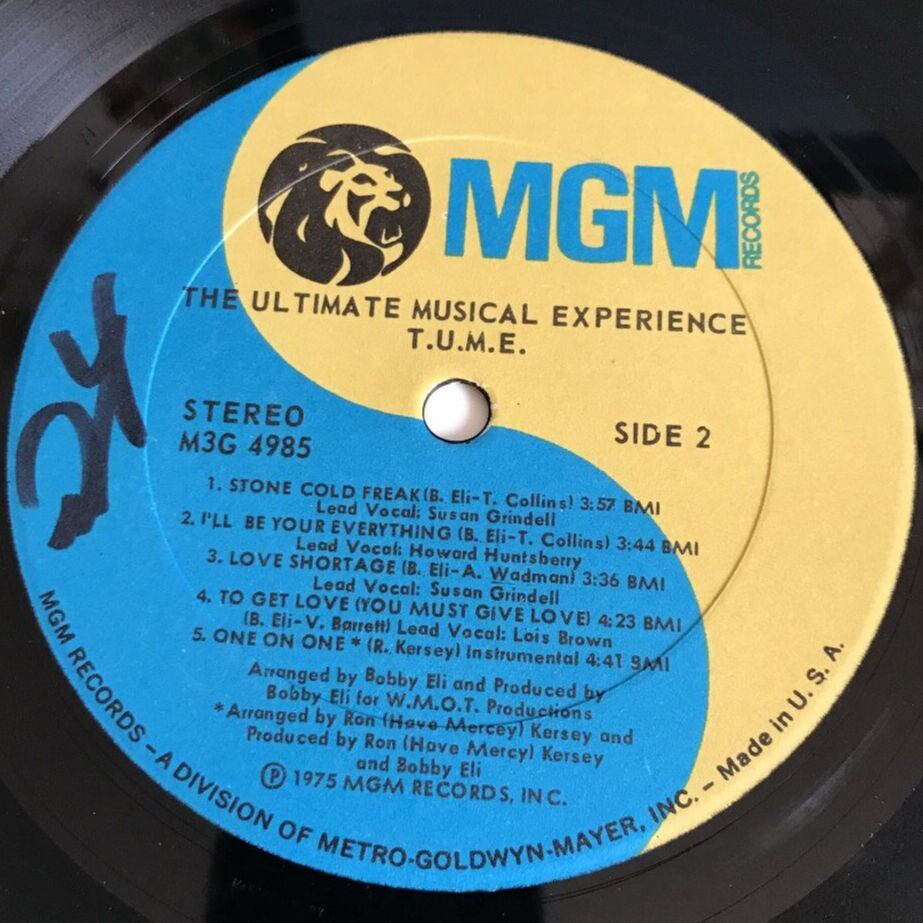 MGM
RECORDS
THE ULTIMATE MUSICAL EXPERIENCE
T.U.M.E.
24
STEREO
M3G 4985
SIDE 2
1. STONE COLD FREAK(B. Eli-T. Collins) 3:57 BMI
Lead Vocal: Susan Grindell
2. I'LL BE YOUR EVERYTHING (B. Eli-T. Collins) 3:44 BMI
Lead Vocal: Howard Huntsberry
3. LOVE SHORTAGE (B. Eli-A. Wadman) 3:36 BMI
Lead Vocal: Susan Grindell
4. TO GET LOVE (YOU MUST GIVE LOVE) 4:23 BMI
(B. Eli-V. Barrett) Lead Vocal: Lois Brown
5. ONE ON ONE * (R. Kersey) Instrumental 4:41 BMI
Arranged by Bobby Eli and Produced by
Bobby Eli for W.M.O.T. Productions
*Arranged by Ron (Have Mercey) Kersey and
Produced by Ron (Have Mercy) Kersey
and Bobby Eli
℗ 1975 MGM RECORDS, INC.
MGM RECORDS – A DIVISION OF METRO-GOLDWYN-MAYER, INC. – Made in U. S. A.